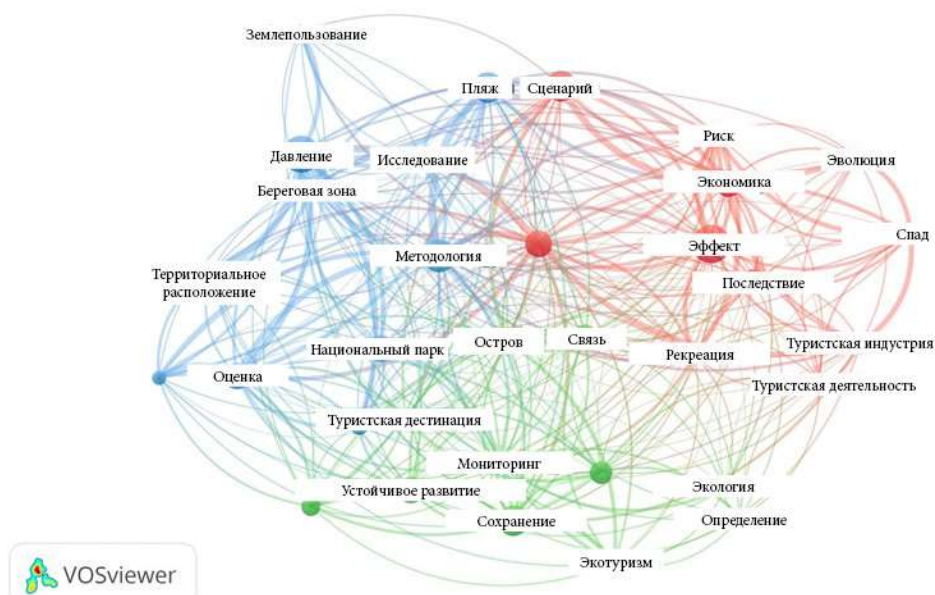 Землепользование
Пляж
Сценарий
Риск
Давление
Исследование
Эволюция
Экономика
Береговая зона
Спад
Эффект
Методология
Территориальное
расположение
Последствие
Остров
Связь
Туристская индустрия
Национальный парк
Рекреация
Оценка
Туристская деятельность
Туристская дестинация
Мониторинг
Экология
Устойчивое развитие
Сохранение
Определение
Экотуризм
VOSviewer